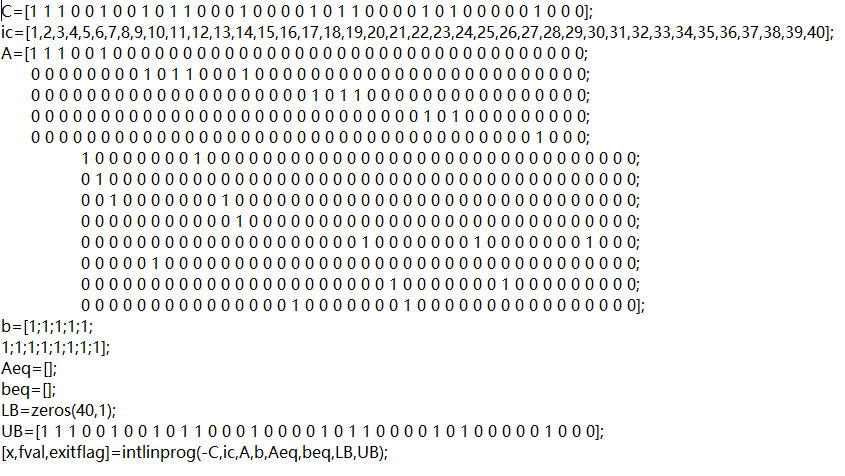 C=[1 1 1 0 0 1 0 0 1 0 1 1 0 0 0 1 0 0 0 0 1 0 1 1 0 0 0 0 1 0 1 0 0 0 0 0 1 0 0 0];
ic=[1,2,3,4,5,6,7,8,9,10,11,12,13,14,15,16,17,18,19,20,21,22,23,24,25,26,27,28,29,30,31,32,33,34,35,36,37,38,39,40];
A=[1 1 1 0 0 1 0 0 0 0 0 0 0 0 0 0 0 0 0 0 0 0 0 0 0 0 0 0 0 0 0 0 0 0 0 0 0 0 0 0;
0 0 0 0 0 0 0 0 1 0 1 1 0 0 0 1 0 0 0 0 0 0 0 0 0 0 0 0 0 0 0 0 0 0 0 0 0 0 0 0;
0 0 0 0 0 0 0 0 0 0 0 0 0 0 0 0 0 0 0 0 1 0 1 1 0 0 0 0 0 0 0 0 0 0 0 0 0 0 0 0;
0 0 0 0 0 0 0 0 0 0 0 0 0 0 0 0 0 0 0 0 0 0 0 0 0 0 0 0 1 0 1 0 0 0 0 0 0 0 0 0;
0 0 0 0 0 0 0 0 0 0 0 0 0 0 0 0 0 0 0 0 0 0 0 0 0 0 0 0 0 0 0 0 0 0 0 0 1 0 0 0;
1 0 0 0 0 0 0 0 1 0 0 0 0 0 0 0 0 0 0 0 0 0 0 0 0 0 0 0 0 0 0 0 0 0 0 0 0 0 0 0;
0 1 0 0 0 0 0 0 0 0 0 0 0 0 0 0 0 0 0 0 0 0 0 0 0 0 0 0 0 0 0 0 0 0 0 0 0 0 0 0;
0 0 1 0 0 0 0 0 0 0 1 0 0 0 0 0 0 0 0 0 0 0 0 0 0 0 0 0 0 0 0 0 0 0 0 0 0 0 0 0;
0 0 0 0 0 0 0 0 0 0 0 1 0 0 0 0 0 0 0 0 0 0 0 0 0 0 0 0 0 0 0 0 0 0 0 0 0 0 0 0;
0 0 0 0 0 0 0 0 0 0 0 0 0 0 0 0 0 0 0 0 1 0 0 0 0 0 0 0 1 0 0 0 0 0 0 0 1 0 0 0;
0 0 0 0 0 1 0 0 0 0 0 0 0 0 0 0 0 0 0 0 0 0 0 0 0 0 0 0 0 0 0 0 0 0 0 0 0 0 0 0;
0 0 0 0 0 0 0 0 0 0 0 0 0 0 0 0 0 0 0 0 0 0 1 0 0 0 0 0 0 0 1 0 0 0 0 0 0 0 0 0;
0 0 0 0 0 0 0 0 0 0 0 0 0 0 0 1 0 0 0 0 0 0 0 1 0 0 0 0 0 0 0 0 0 0 0 0 0 0 0 0];
b=[1;1;1;1;1;
1;1;1;1;1;1;1;1];
Aeq=[];
beq=[];
LB=zeros(40,1);
UB=[1 1 1 0 0 1 0 0 1 0 1 1 0 0 0 1 0 0 0 0 1 0 1 1 0 0 0 0 1 0 1 0 0 0 0 0 1 0 0 0];
[x,fval,exitflag]=intlinprog(-C,ic,A,b,Aeq,beq,LB,UB);